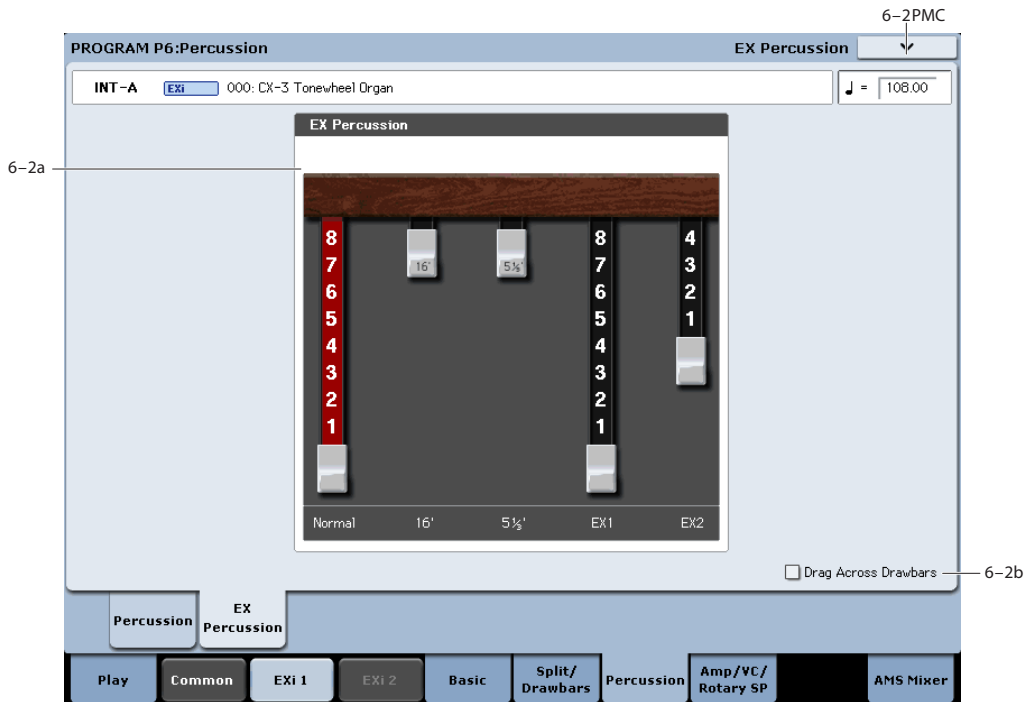 6–2PMC
PROGRAM P6:Percussion EX Percussion
INT-A EXi 000: CX-3 Tonewheel Organ ♩ = 108.00
EX Percussion
6–2a
8 8 4
7 16' 5⅓' 7 3
6 6 2
5 5 1
4 4
3 3
2 2
1 1
Normal 16' 5⅓' EX1 EX2
Drag Across Drawbars 6–2b
Percussion EX Percussion
Play Common EXi 1 EXi 2 Basic Split/ Drawbars Percussion Amp/VC/ Rotary SP AMS Mixer